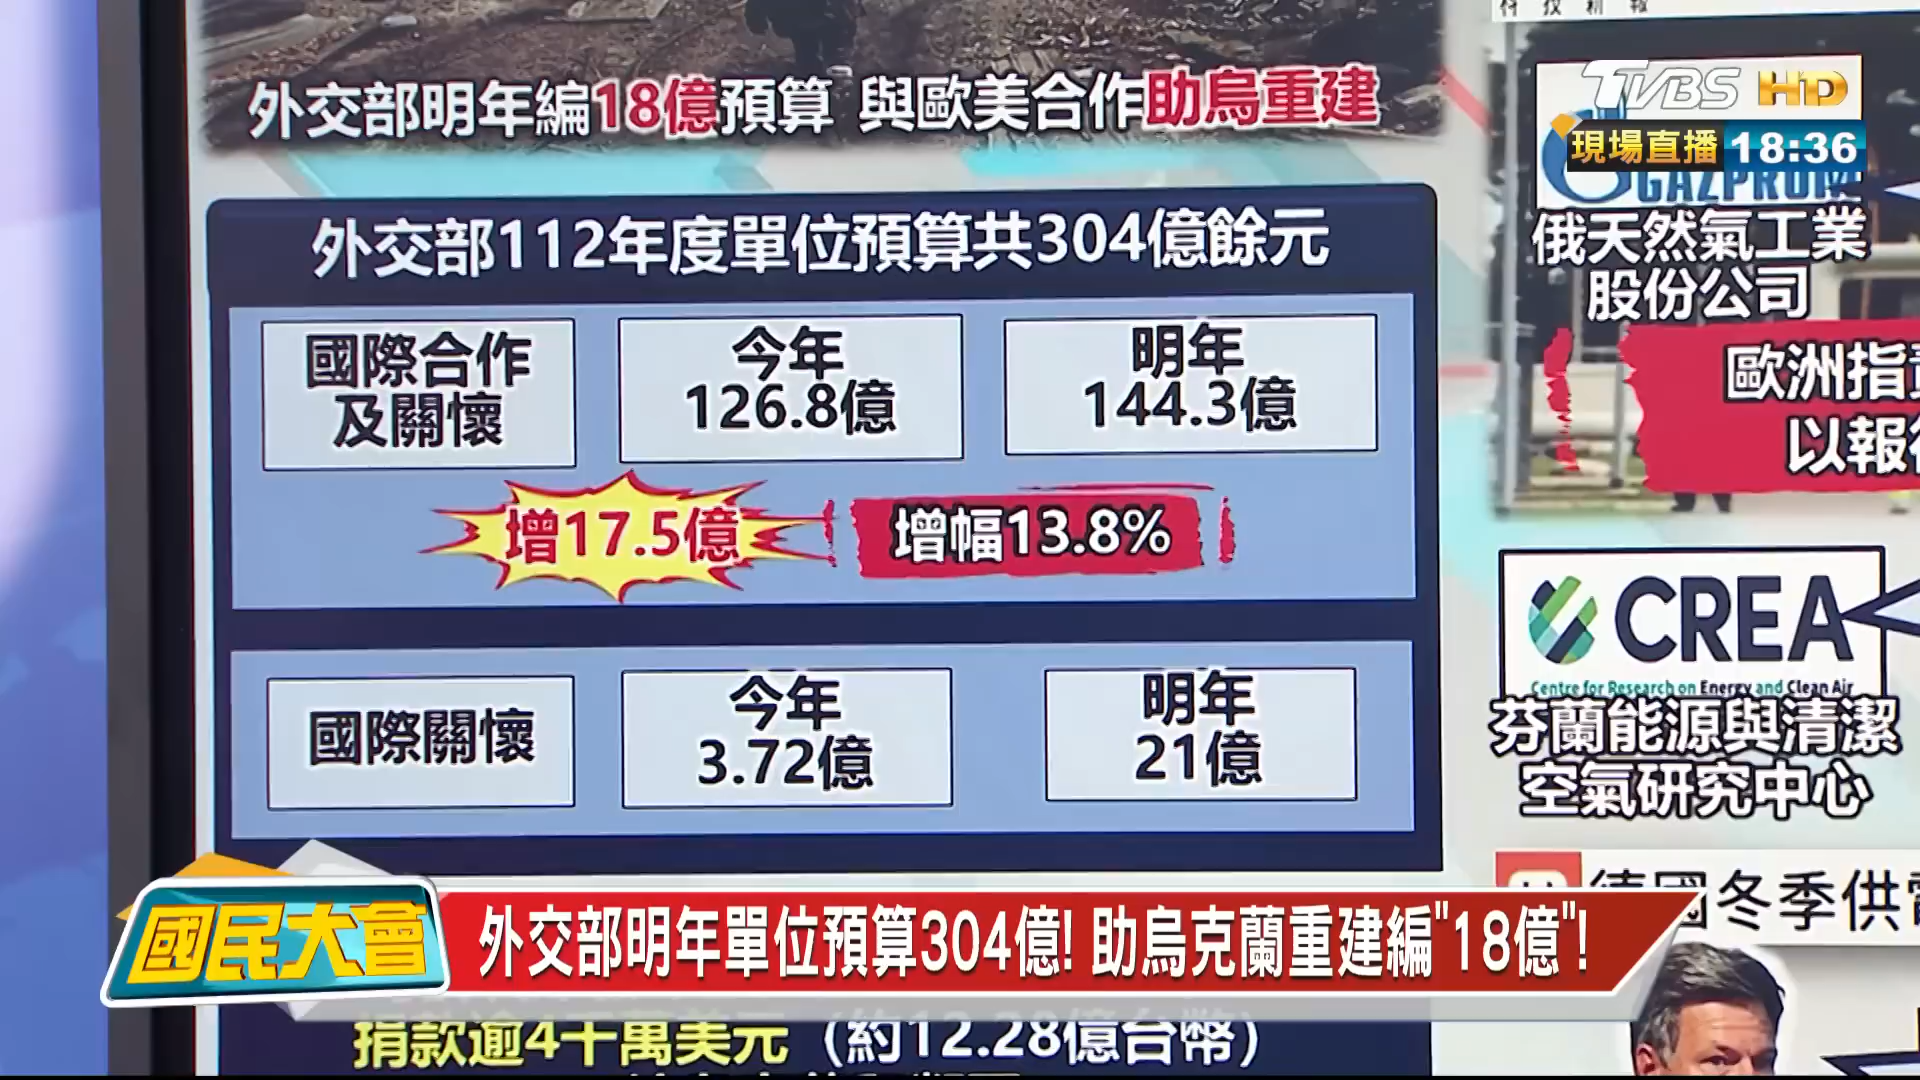 TVBS HD
現場直播 18:36
外交部明年編18億預算 與歐美合作助烏重建
外交部112年度單位預算共304億餘元
國際合作
及關懷
今年
126.8億
明年
144.3億
增17.5億
增幅13.8%
國際關懷
今年
3.72億
明年
21億
GAZPROM
俄天然氣工業
股份公司
歐洲指
以報
CREA
Centre for Research on Energy and Clean Air
芬蘭能源與清潔
空氣研究中心
德國冬季供
國民大會
外交部明年單位預算304億! 助烏克蘭重建編"18億"!
捐款逾4千萬美元（約12.28億台幣）